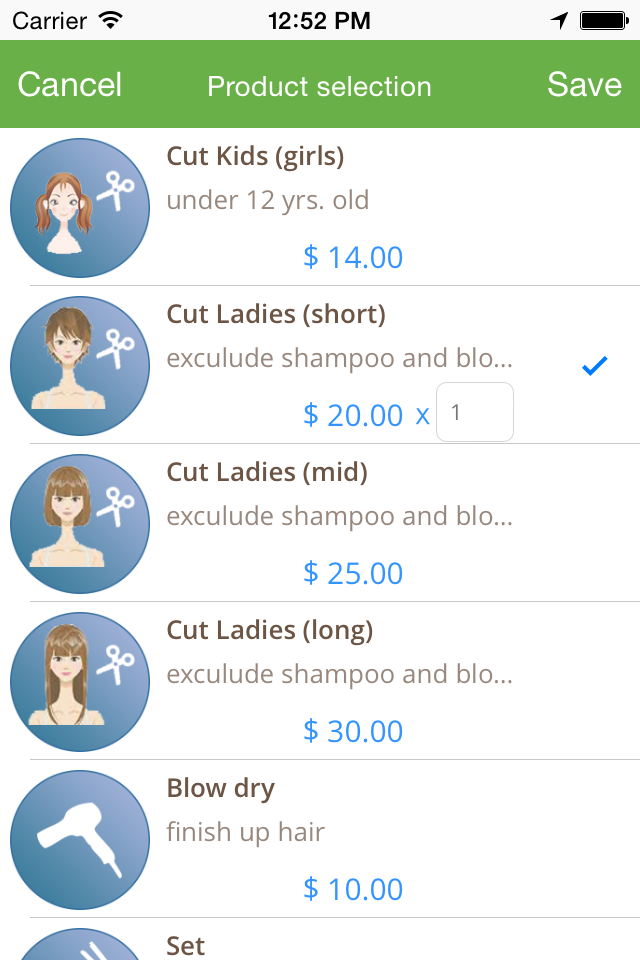 Carrier 12:52 PM
Cancel Product selection Save
Cut Kids (girls)
under 12 yrs. old
$ 14.00
Cut Ladies (short)
exculude shampoo and blo...
$ 20.00 x 1
Cut Ladies (mid)
exculude shampoo and blo...
$ 25.00
Cut Ladies (long)
exculude shampoo and blo...
$ 30.00
Blow dry
finish up hair
$ 10.00
Set